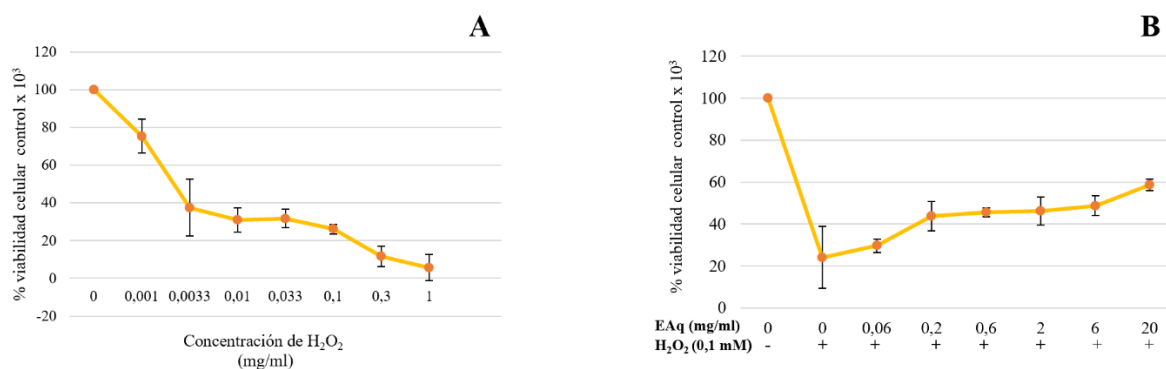 A
% viabilidad celular control x 10³
120
100
80
60
40
20
0
-20
0 0,001 0,0033 0,01 0,033 0,1 0,3 1
Concentración de H₂O₂
(mg/ml)
B
% viabilidad celular control x 10³
120
100
80
60
40
20
0
EAq (mg/ml) 0 0 0,06 0,2 0,6 2 6 20
H₂O₂ (0,1 mM) - + + + + + + +